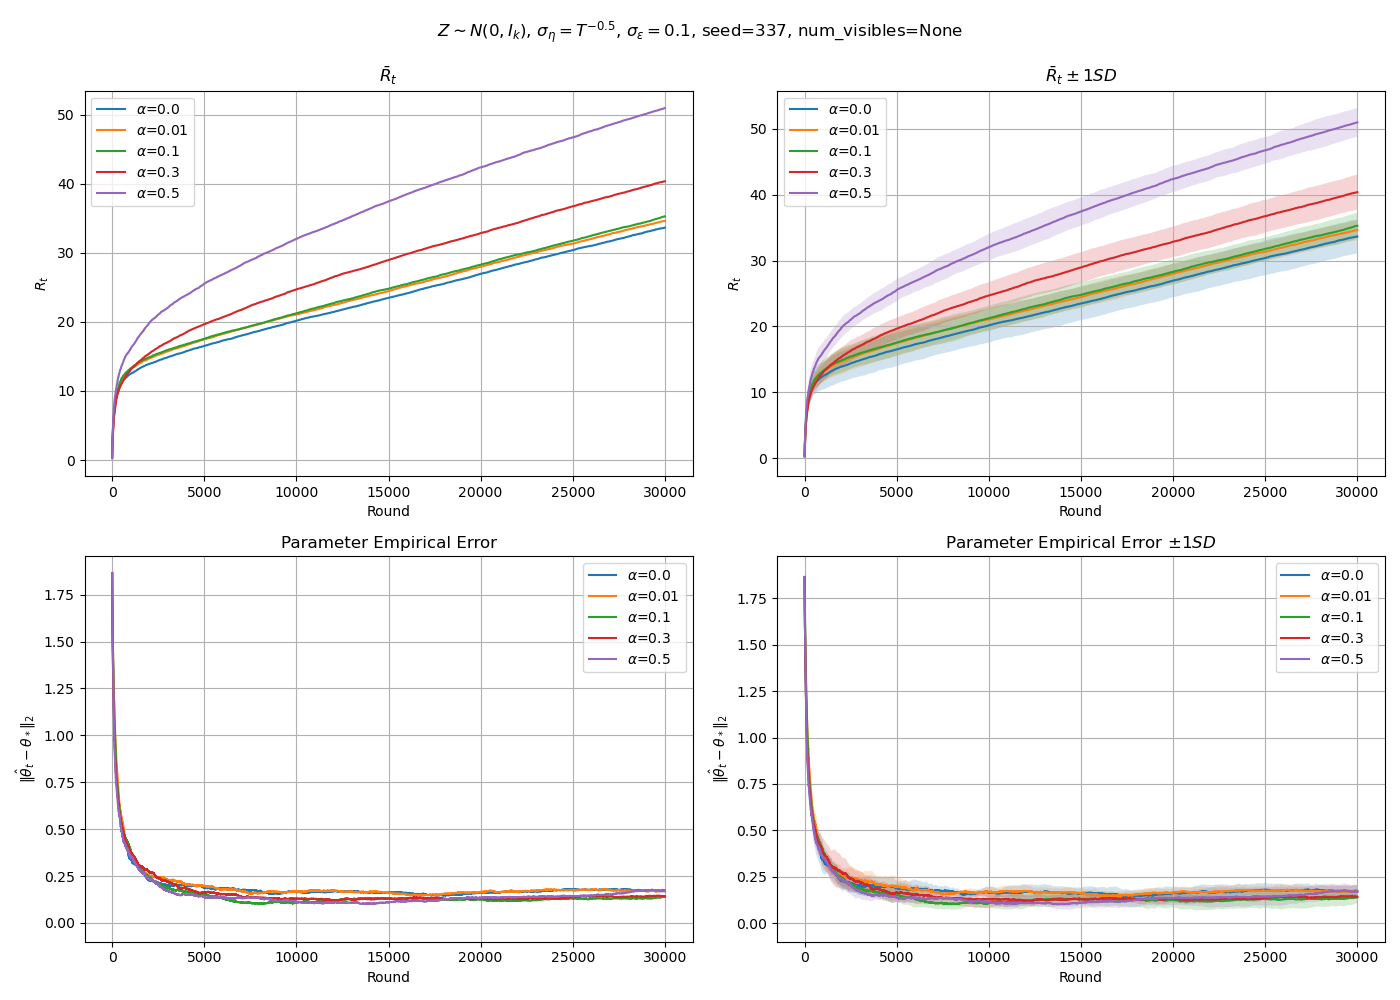 Z ∼ N(0, I_k), σ_η = T^{−0.5}, σ_ε = 0.1, seed=337, num_visibles=None
R̄_t
R_t
50
40
30
20
10
0
α=0.0
α=0.01
α=0.1
α=0.3
α=0.5
0 5000 10000 15000 20000 25000 30000
Round
R̄_t ± 1SD
R_t
50
40
30
20
10
0
α=0.0
α=0.01
α=0.1
α=0.3
α=0.5
0 5000 10000 15000 20000 25000 30000
Round
Parameter Empirical Error
‖θ̂_t − θ_*‖_2
1.75
1.50
1.25
1.00
0.75
0.50
0.25
0.00
α=0.0
α=0.01
α=0.1
α=0.3
α=0.5
0 5000 10000 15000 20000 25000 30000
Round
Parameter Empirical Error ±1SD
‖θ̂_t − θ_*‖_2
1.75
1.50
1.25
1.00
0.75
0.50
0.25
0.00
α=0.0
α=0.01
α=0.1
α=0.3
α=0.5
0 5000 10000 15000 20000 25000 30000
Round